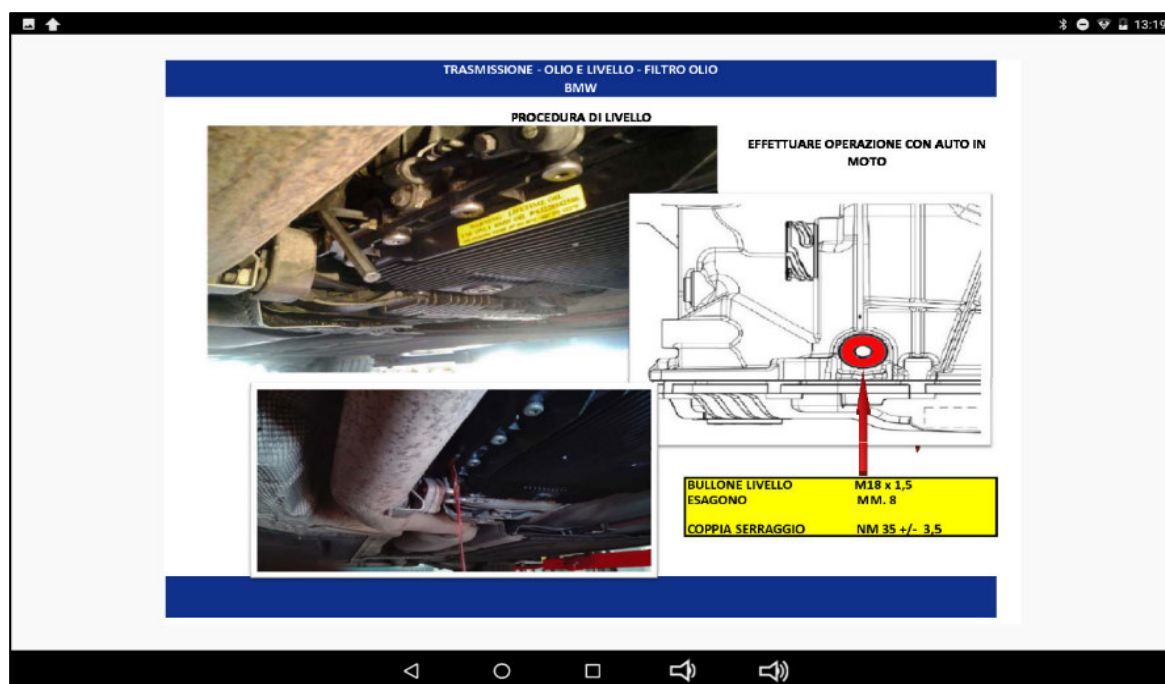 13:19
TRASMISSIONE - OLIO E LIVELLO - FILTRO OLIO
BMW
PROCEDURA DI LIVELLO
EFFETTUARE OPERAZIONE CON AUTO IN
MOTO
BULLONE LIVELLO M18 x 1,5
ESAGONO MM. 8
COPPIA SERRAGGIO NM 35 +/- 3,5